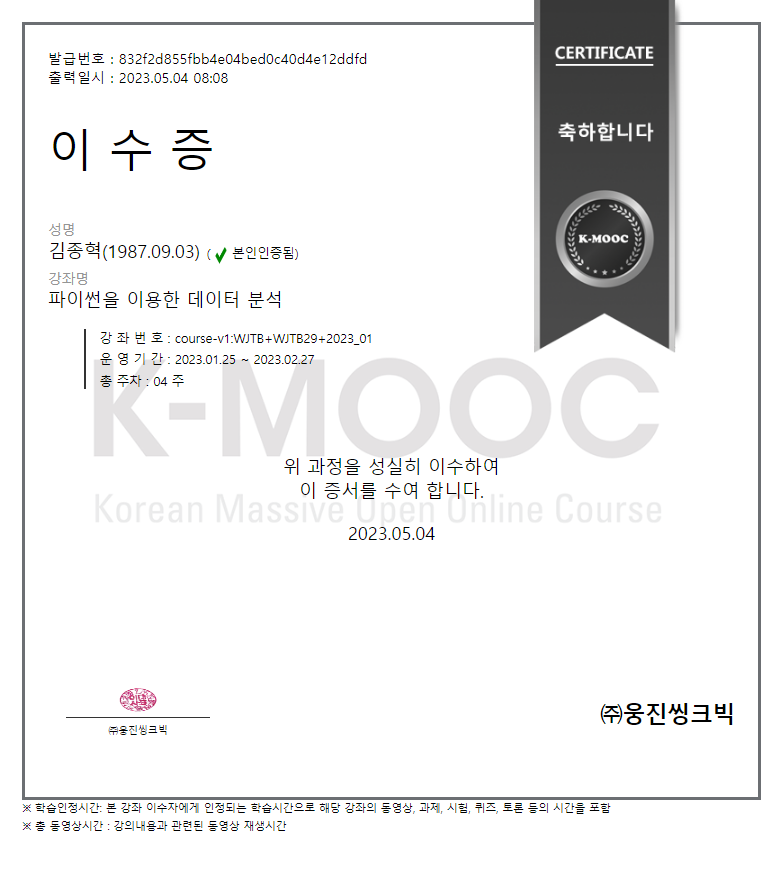 발급번호 : 832f2d855fbb4e04bed0c40d4e12ddfd
출력일시 : 2023.05.04 08:08
CERTIFICATE
축하합니다
K-MOOC
이 수 증
성명
김종혁(1987.09.03) ( ✔ 본인인증됨)
강좌명
파이썬을 이용한 데이터 분석
강 좌 번 호 : course-v1:WJTB+WJTB29+2023_01
운 영 기 간 : 2023.01.25 ~ 2023.02.27
총 주차 : 04 주
K-MOOC
위 과정을 성실히 이수하여
이 증서를 수여 합니다.
Korean Massive Open Online Course
2023.05.04
㈜웅진씽크빅
㈜웅진씽크빅
※ 학습인정시간: 본 강좌 이수자에게 인정되는 학습시간으로 해당 강좌의 동영상, 과제, 시험, 퀴즈, 토론 등의 시간을 포함
※ 총 동영상시간 : 강의내용과 관련된 동영상 재생시간